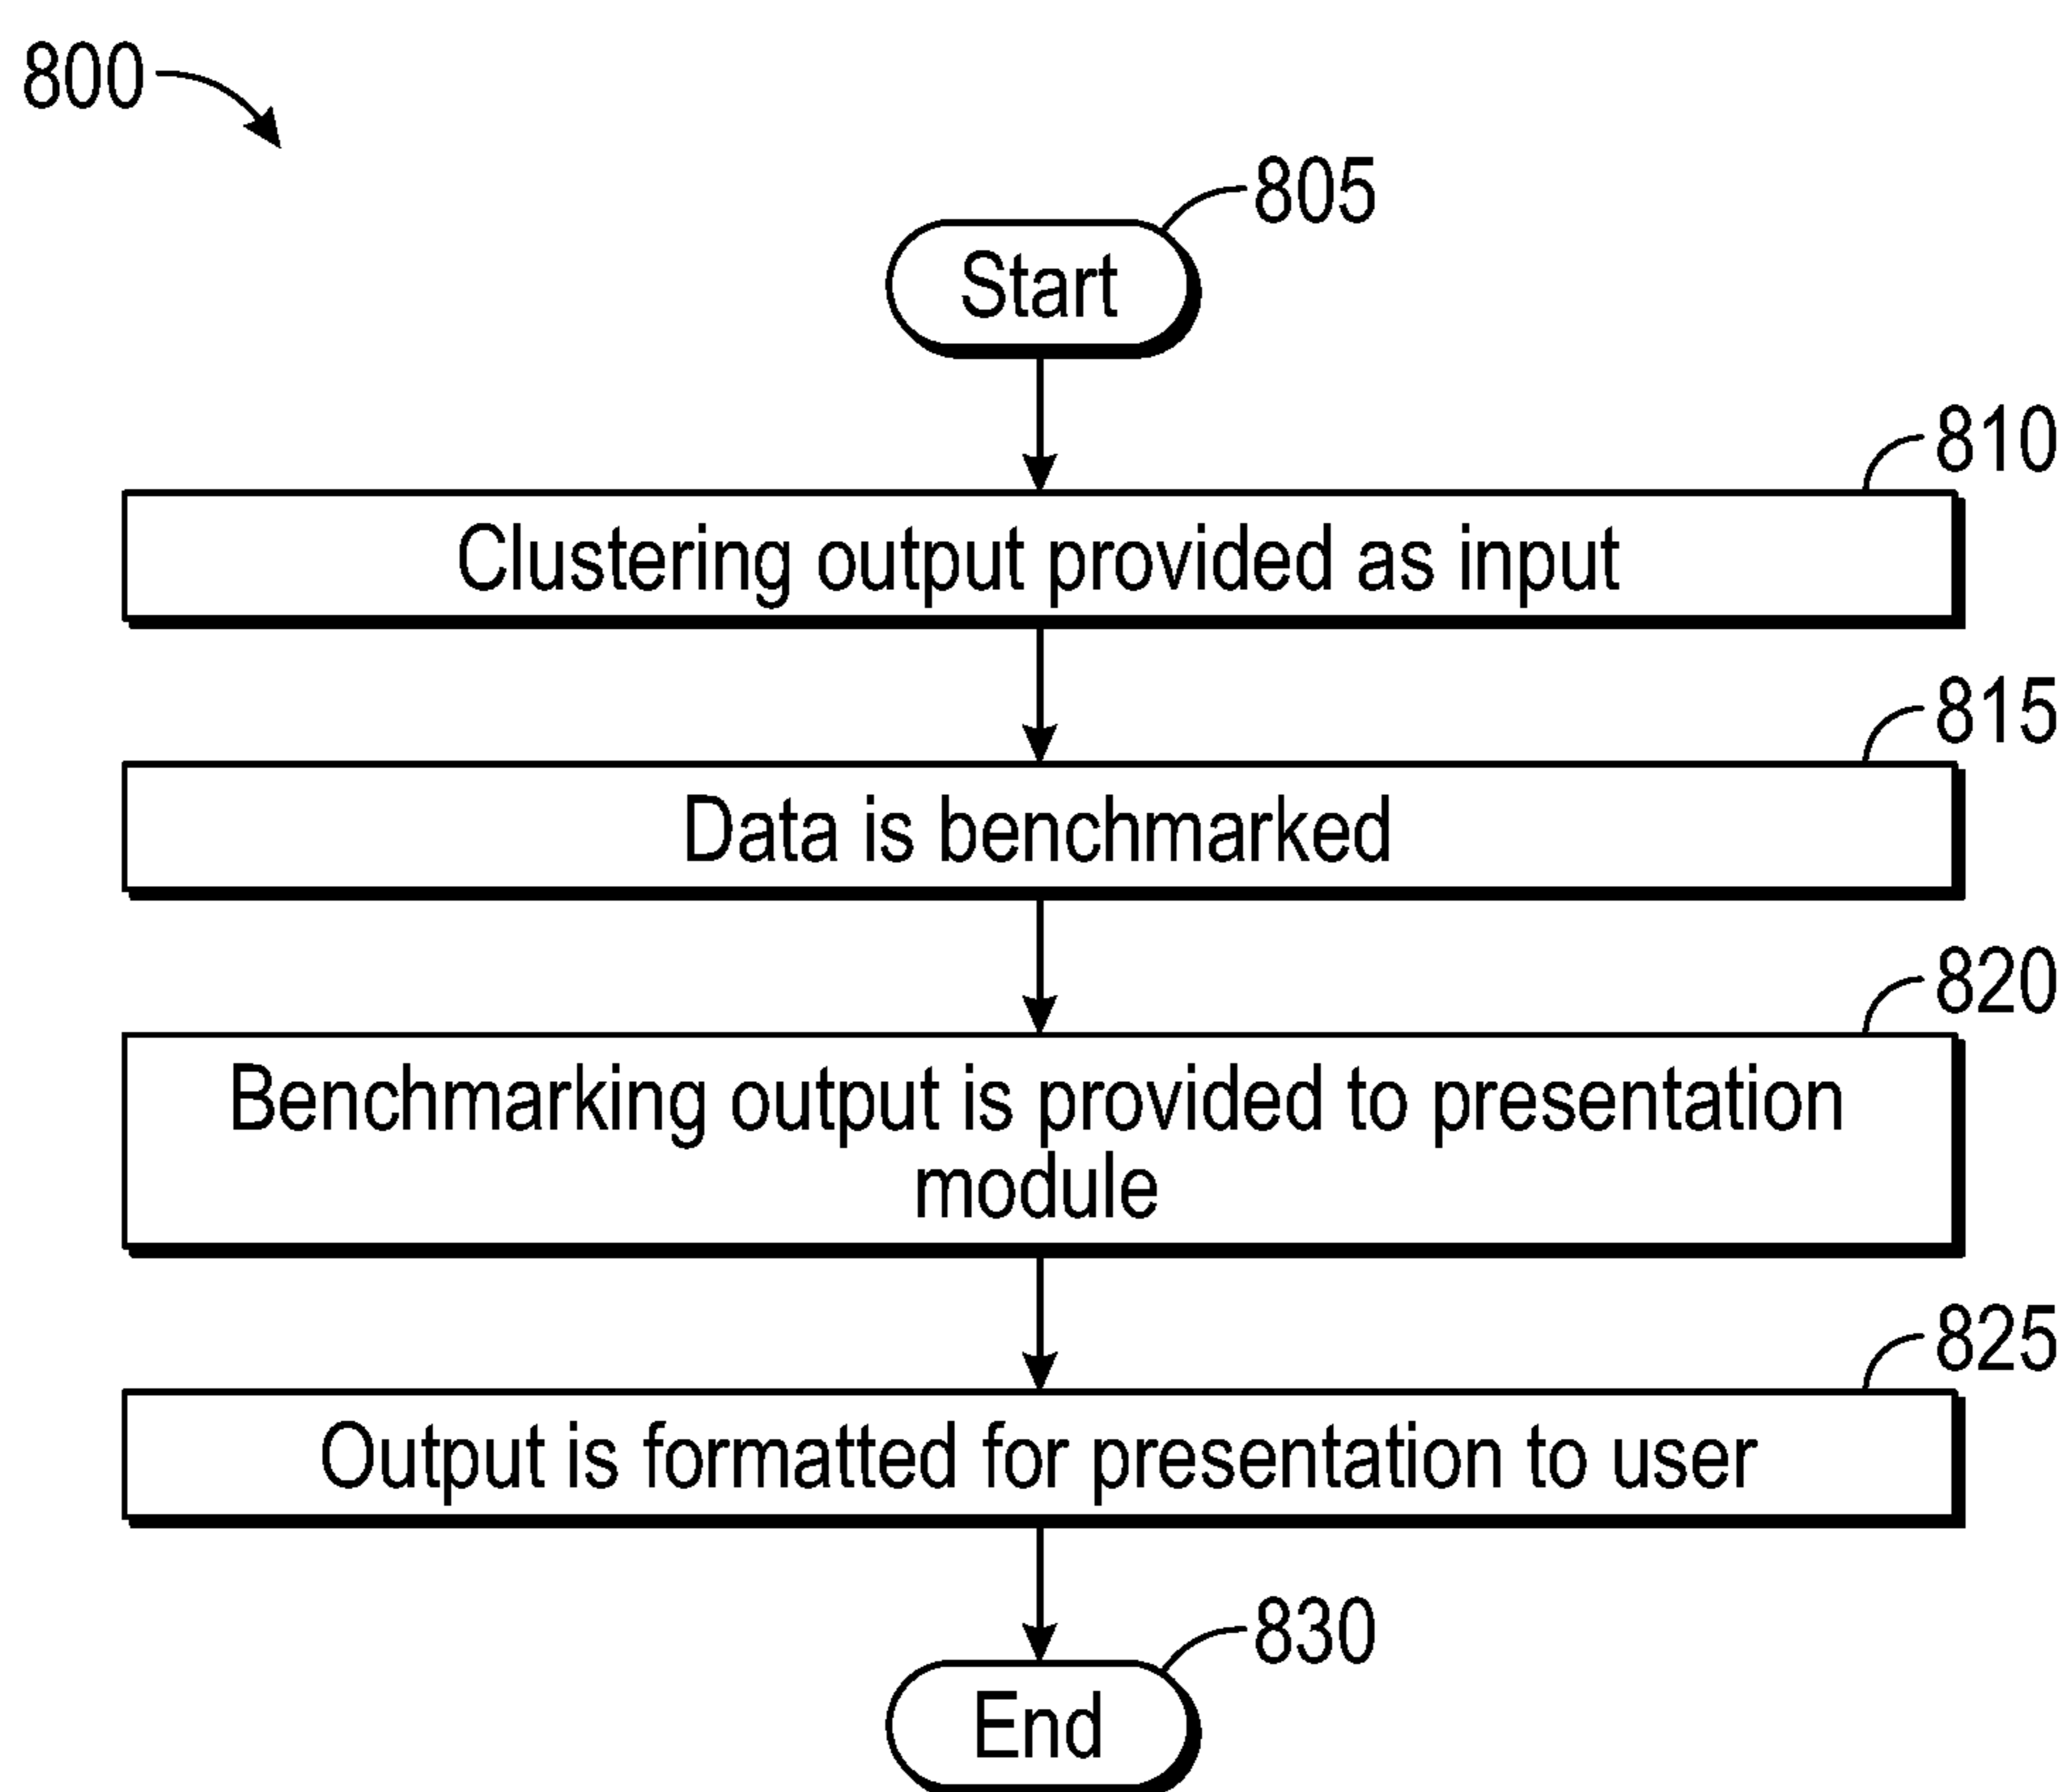 800
805
Start
810
Clustering output provided as input
815
Data is benchmarked
820
Benchmarking output is provided to presentation
module
825
Output is formatted for presentation to user
830
End